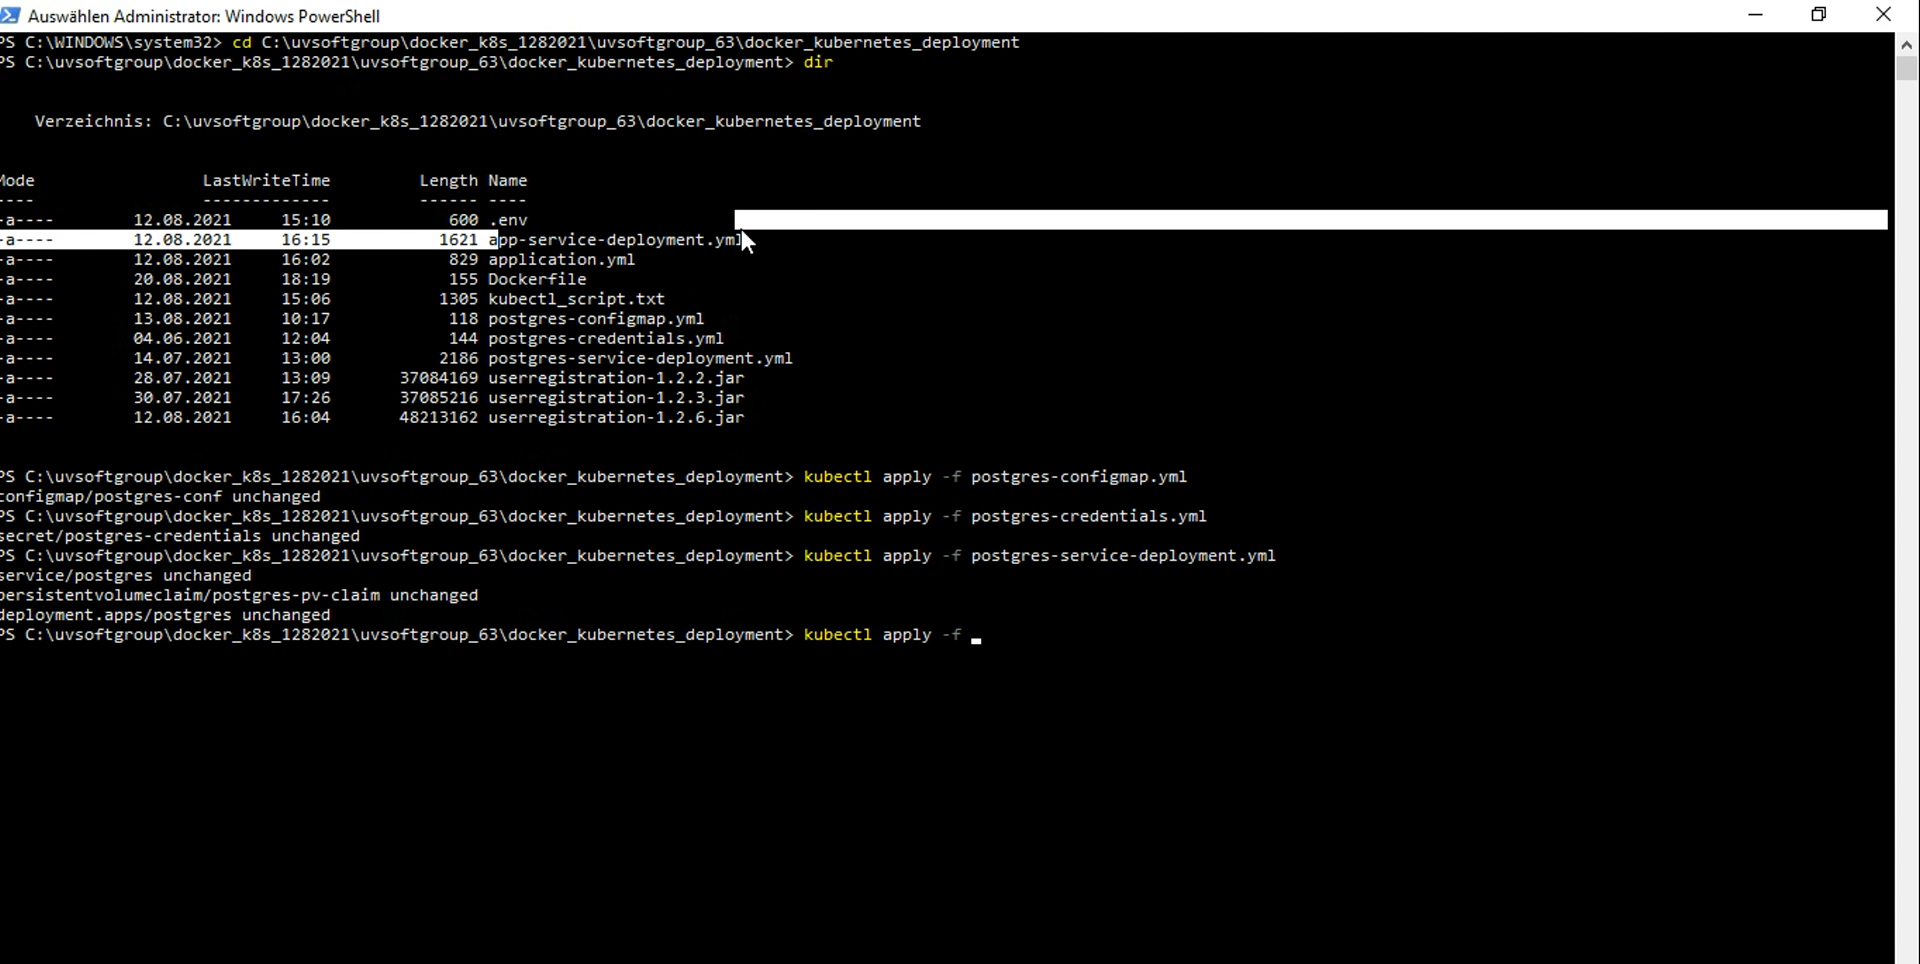 Auswählen Administrator: Windows PowerShell
PS C:\WINDOWS\system32> cd C:\uvsoftgroup\docker_k8s_1282021\uvsoftgroup_63\docker_kubernetes_deployment
PS C:\uvsoftgroup\docker_k8s_1282021\uvsoftgroup_63\docker_kubernetes_deployment> dir
Verzeichnis: C:\uvsoftgroup\docker_k8s_1282021\uvsoftgroup_63\docker_kubernetes_deployment
Mode LastWriteTime Length Name
---- ------------- ------ ----
-a---- 12.08.2021 15:10 600 .env
-a---- 12.08.2021 16:15 1621 app-service-deployment.yml
-a---- 12.08.2021 16:02 829 application.yml
-a---- 20.08.2021 18:19 155 Dockerfile
-a---- 12.08.2021 15:06 1305 kubectl_script.txt
-a---- 13.08.2021 10:17 118 postgres-configmap.yml
-a---- 04.06.2021 12:04 144 postgres-credentials.yml
-a---- 14.07.2021 13:00 2186 postgres-service-deployment.yml
-a---- 28.07.2021 13:09 37084169 userregistration-1.2.2.jar
-a---- 30.07.2021 17:26 37085216 userregistration-1.2.3.jar
-a---- 12.08.2021 16:04 48213162 userregistration-1.2.6.jar
PS C:\uvsoftgroup\docker_k8s_1282021\uvsoftgroup_63\docker_kubernetes_deployment> kubectl apply -f postgres-configmap.yml
configmap/postgres-conf unchanged
PS C:\uvsoftgroup\docker_k8s_1282021\uvsoftgroup_63\docker_kubernetes_deployment> kubectl apply -f postgres-credentials.yml
secret/postgres-credentials unchanged
PS C:\uvsoftgroup\docker_k8s_1282021\uvsoftgroup_63\docker_kubernetes_deployment> kubectl apply -f postgres-service-deployment.yml
service/postgres unchanged
persistentvolumeclaim/postgres-pv-claim unchanged
deployment.apps/postgres unchanged
PS C:\uvsoftgroup\docker_k8s_1282021\uvsoftgroup_63\docker_kubernetes_deployment> kubectl apply -f